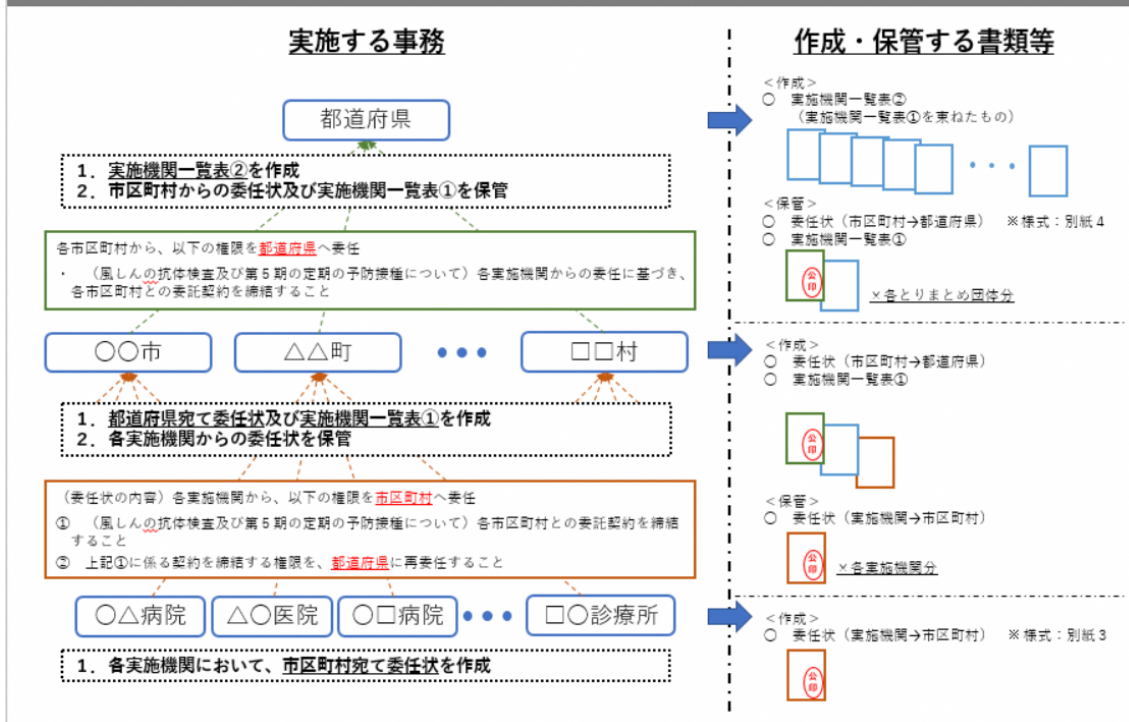 実施する事務
都道府県
1. 実施機関一覧表②を作成
2. 市区町村からの委任状及び実施機関一覧表①を保管
各市区町村から、以下の権限を都道府県へ委任
・ （風しんの抗体検査及び第5期の定期の予防接種について）各実施機関からの委任に基づき、
各市区町村との委託契約を締結すること
〇〇市
△△町
●●●
□□村
1. 都道府県宛て委任状及び実施機関一覧表①を作成
2. 各実施機関からの委任状を保管
（委任状の内容）各実施機関から、以下の権限を市区町村へ委任
① （風しんの抗体検査及び第5期の定期の予防接種について）各市区町村との委託契約を締結
すること
② 上記①に係る契約を締結する権限を、都道府県に再委任すること
〇△病院
△〇医院
〇□病院
●●●
□〇診療所
1. 各実施機関において、市区町村宛て委任状を作成
作成・保管する書類等
＜作成＞
〇 実施機関一覧表②
（実施機関一覧表①を束ねたもの）
・・・
＜保管＞
〇 委任状（市区町村→都道府県） ※様式：別紙4
〇 実施機関一覧表①
公印
×各とりまとめ団体分
＜作成＞
〇 委任状（市区町村→都道府県）
〇 実施機関一覧表①
公印
＜保管＞
〇 委任状（実施機関→市区町村）
公印
×各実施機関分
＜作成＞
〇 委任状（実施機関→市区町村） ※様式：別紙3
公印